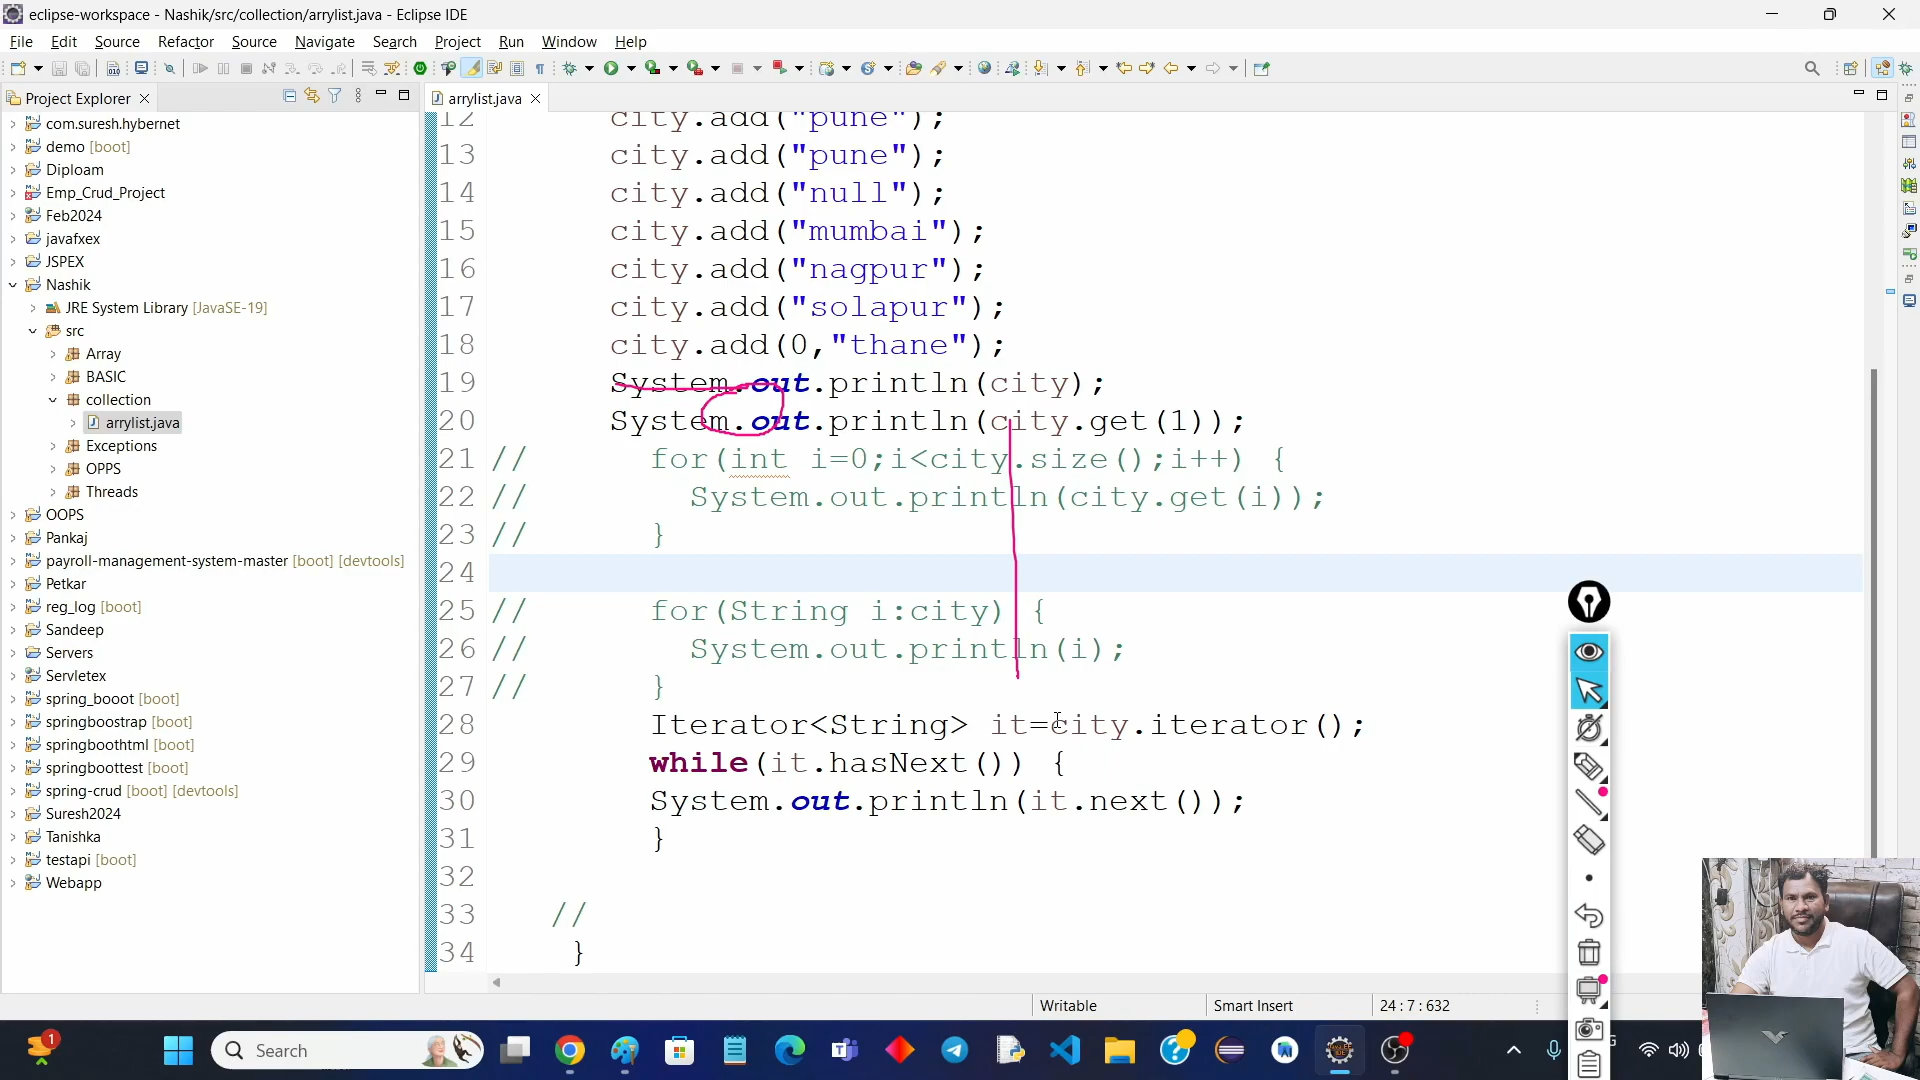 eclipse-workspace - Nashik/src/collection/arrylist.java - Eclipse IDE
File Edit Source Refactor Source Navigate Search Project Run Window Help
Project Explorer
arrylist.java
com.suresh.hybernet
demo [boot]
Diploam
Emp_Crud_Project
Feb2024
javafxex
JSPEX
Nashik
JRE System Library [JavaSE-19]
src
Array
BASIC
collection
arrylist.java
Exceptions
OPPS
Threads
OOPS
Pankaj
payroll-management-system-master [boot] [devtools]
Petkar
reg_log [boot]
Sandeep
Servers
Servletex
spring_booot [boot]
springboostrap [boot]
springboothtml [boot]
springboottest [boot]
spring-crud [boot] [devtools]
Suresh2024
Tanishka
testapi [boot]
Webapp
12 city.add("pune");
13 city.add("pune");
14 city.add("null");
15 city.add("mumbai");
16 city.add("nagpur");
17 city.add("solapur");
18 city.add(0,"thane");
19 System.out.println(city);
20 System.out.println(city.get(1));
21 // for(int i=0;i<city.size();i++) {
22 // System.out.println(city.get(i));
23 // }
24
25 // for(String i:city) {
26 // System.out.println(i);
27 // }
28 Iterator<String> it=city.iterator();
29 while(it.hasNext()) {
30 System.out.println(it.next());
31 }
32
33 //
34 }
Writable Smart Insert 24 : 7 : 632
1 Search